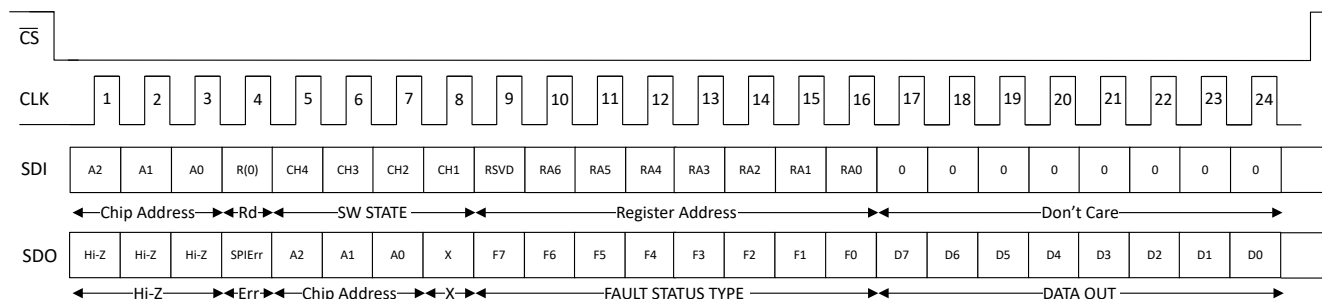 CS
CLK 1 2 3 4 5 6 7 8 9 10 11 12 13 14 15 16 17 18 19 20 21 22 23 24
SDI A2 A1 A0 R(0) CH4 CH3 CH2 CH1 RSVD RA6 RA5 RA4 RA3 RA2 RA1 RA0 0 0 0 0 0 0 0 0
Chip Address Rd SW STATE Register Address Don't Care
SDO Hi-Z Hi-Z Hi-Z SPIErr A2 A1 A0 X F7 F6 F5 F4 F3 F2 F1 F0 D7 D6 D5 D4 D3 D2 D1 D0
Hi-Z Err Chip Address X FAULT STATUS TYPE DATA OUT